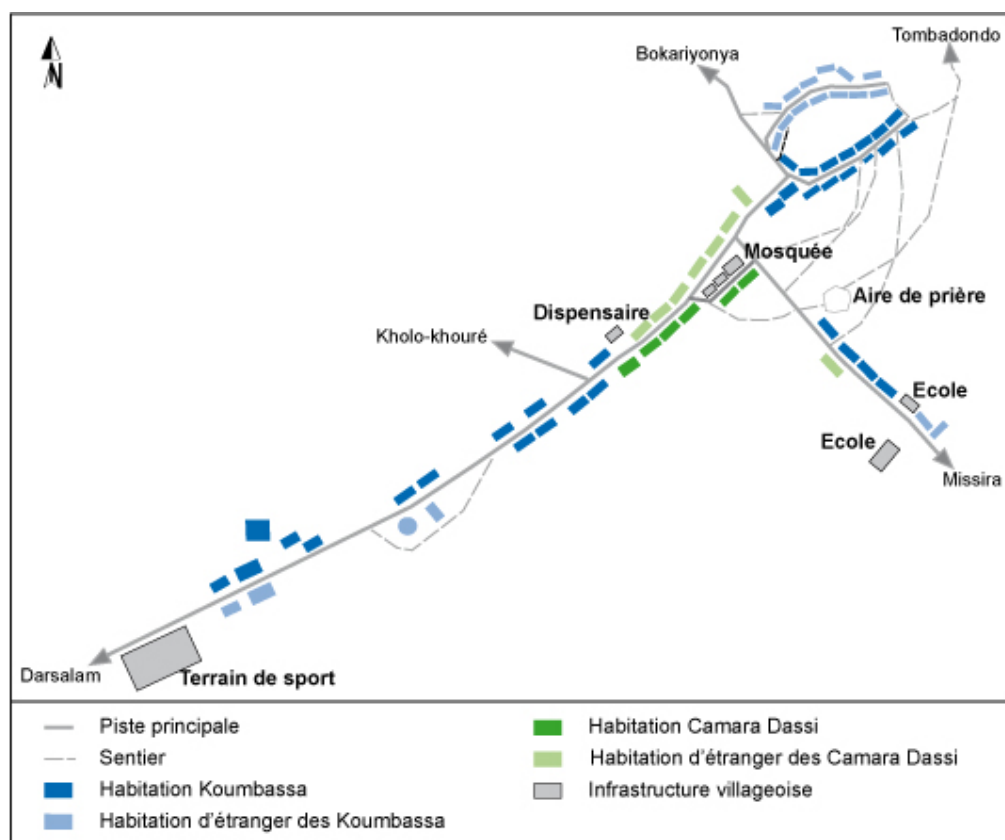 N
Tombadondo
Bokariyonya
Mosquée
Aire de prière
Dispensaire
Kholo-khouré
Ecole
Ecole
Missira
Darsalam
Terrain de sport
Piste principale
Sentier
Habitation Koumbassa
Habitation d'étranger des Koumbassa
Habitation Camara Dassi
Habitation d'étranger des Camara Dassi
Infrastructure villageoise